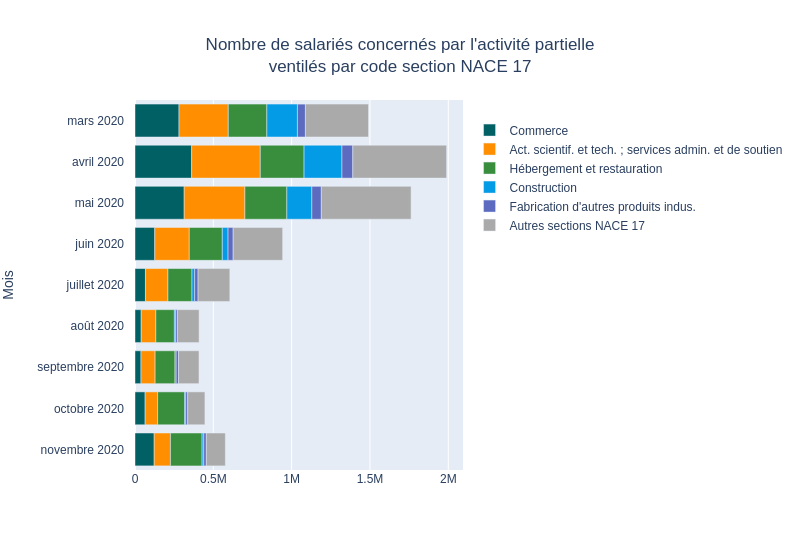 Nombre de salariés concernés par l'activité partielle
ventilés par code section NACE 17
Mois
mars 2020
avril 2020
mai 2020
juin 2020
juillet 2020
août 2020
septembre 2020
octobre 2020
novembre 2020
0
0.5M
1M
1.5M
2M
Commerce
Act. scientif. et tech. ; services admin. et de soutien
Hébergement et restauration
Construction
Fabrication d'autres produits indus.
Autres sections NACE 17